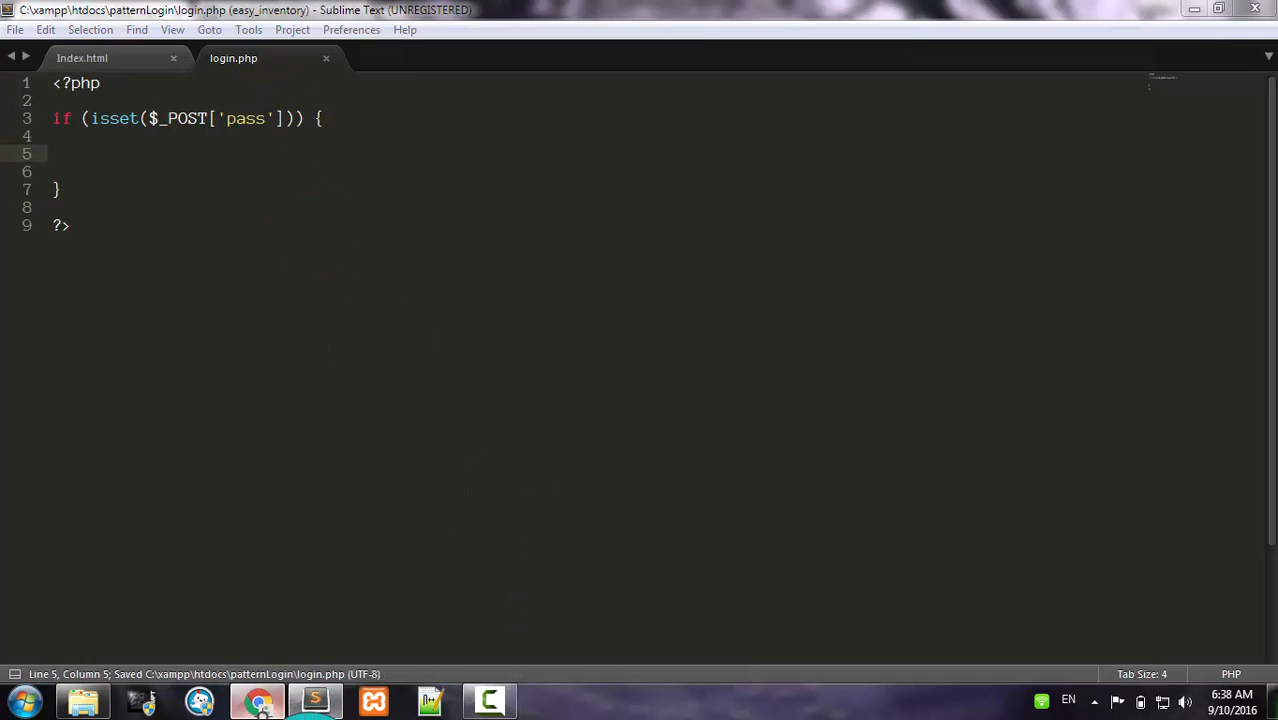 C:\xampp\htdocs\patternLogin\login.php (easy_inventory) - Sublime Text (UNREGISTERED)
File Edit Selection Find View Goto Tools Project Preferences Help
Index.html login.php
1 <?php
2
3 if (isset($_POST['pass'])) {
4
5
6
7 }
8
9 ?>
Line 5, Column 5; Saved C:\xampp\htdocs\patternLogin\login.php (UTF-8) Tab Size: 4 PHP
EN 6:38 AM
9/10/2016